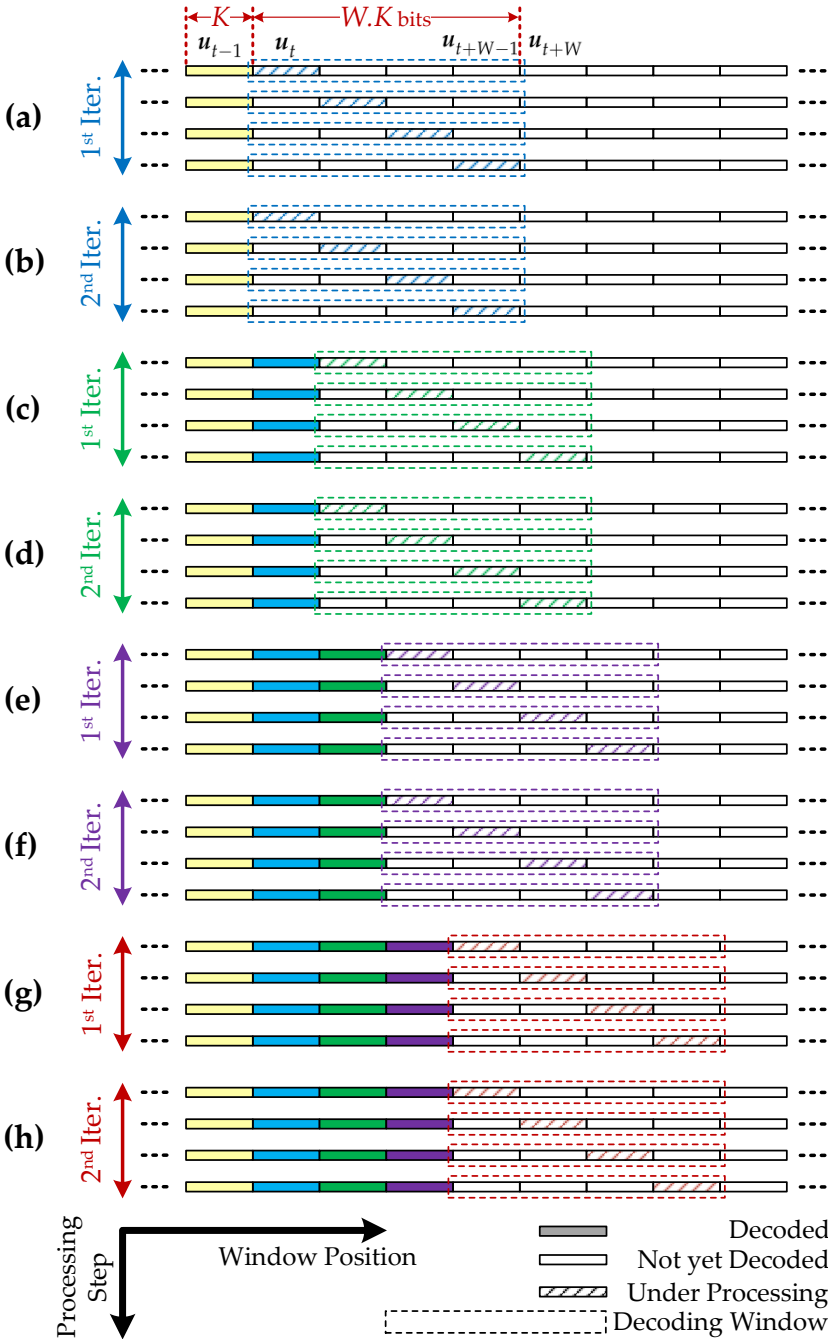 K W.K bits
u_{t−1} u_t u_{t+W−1} u_{t+W}
(a) 1st Iter.
(b) 2nd Iter.
(c) 1st Iter.
(d) 2nd Iter.
(e) 1st Iter.
(f) 2nd Iter.
(g) 1st Iter.
(h) 2nd Iter.
Processing
Step
Window Position
Decoded
Not yet Decoded
Under Processing
Decoding Window